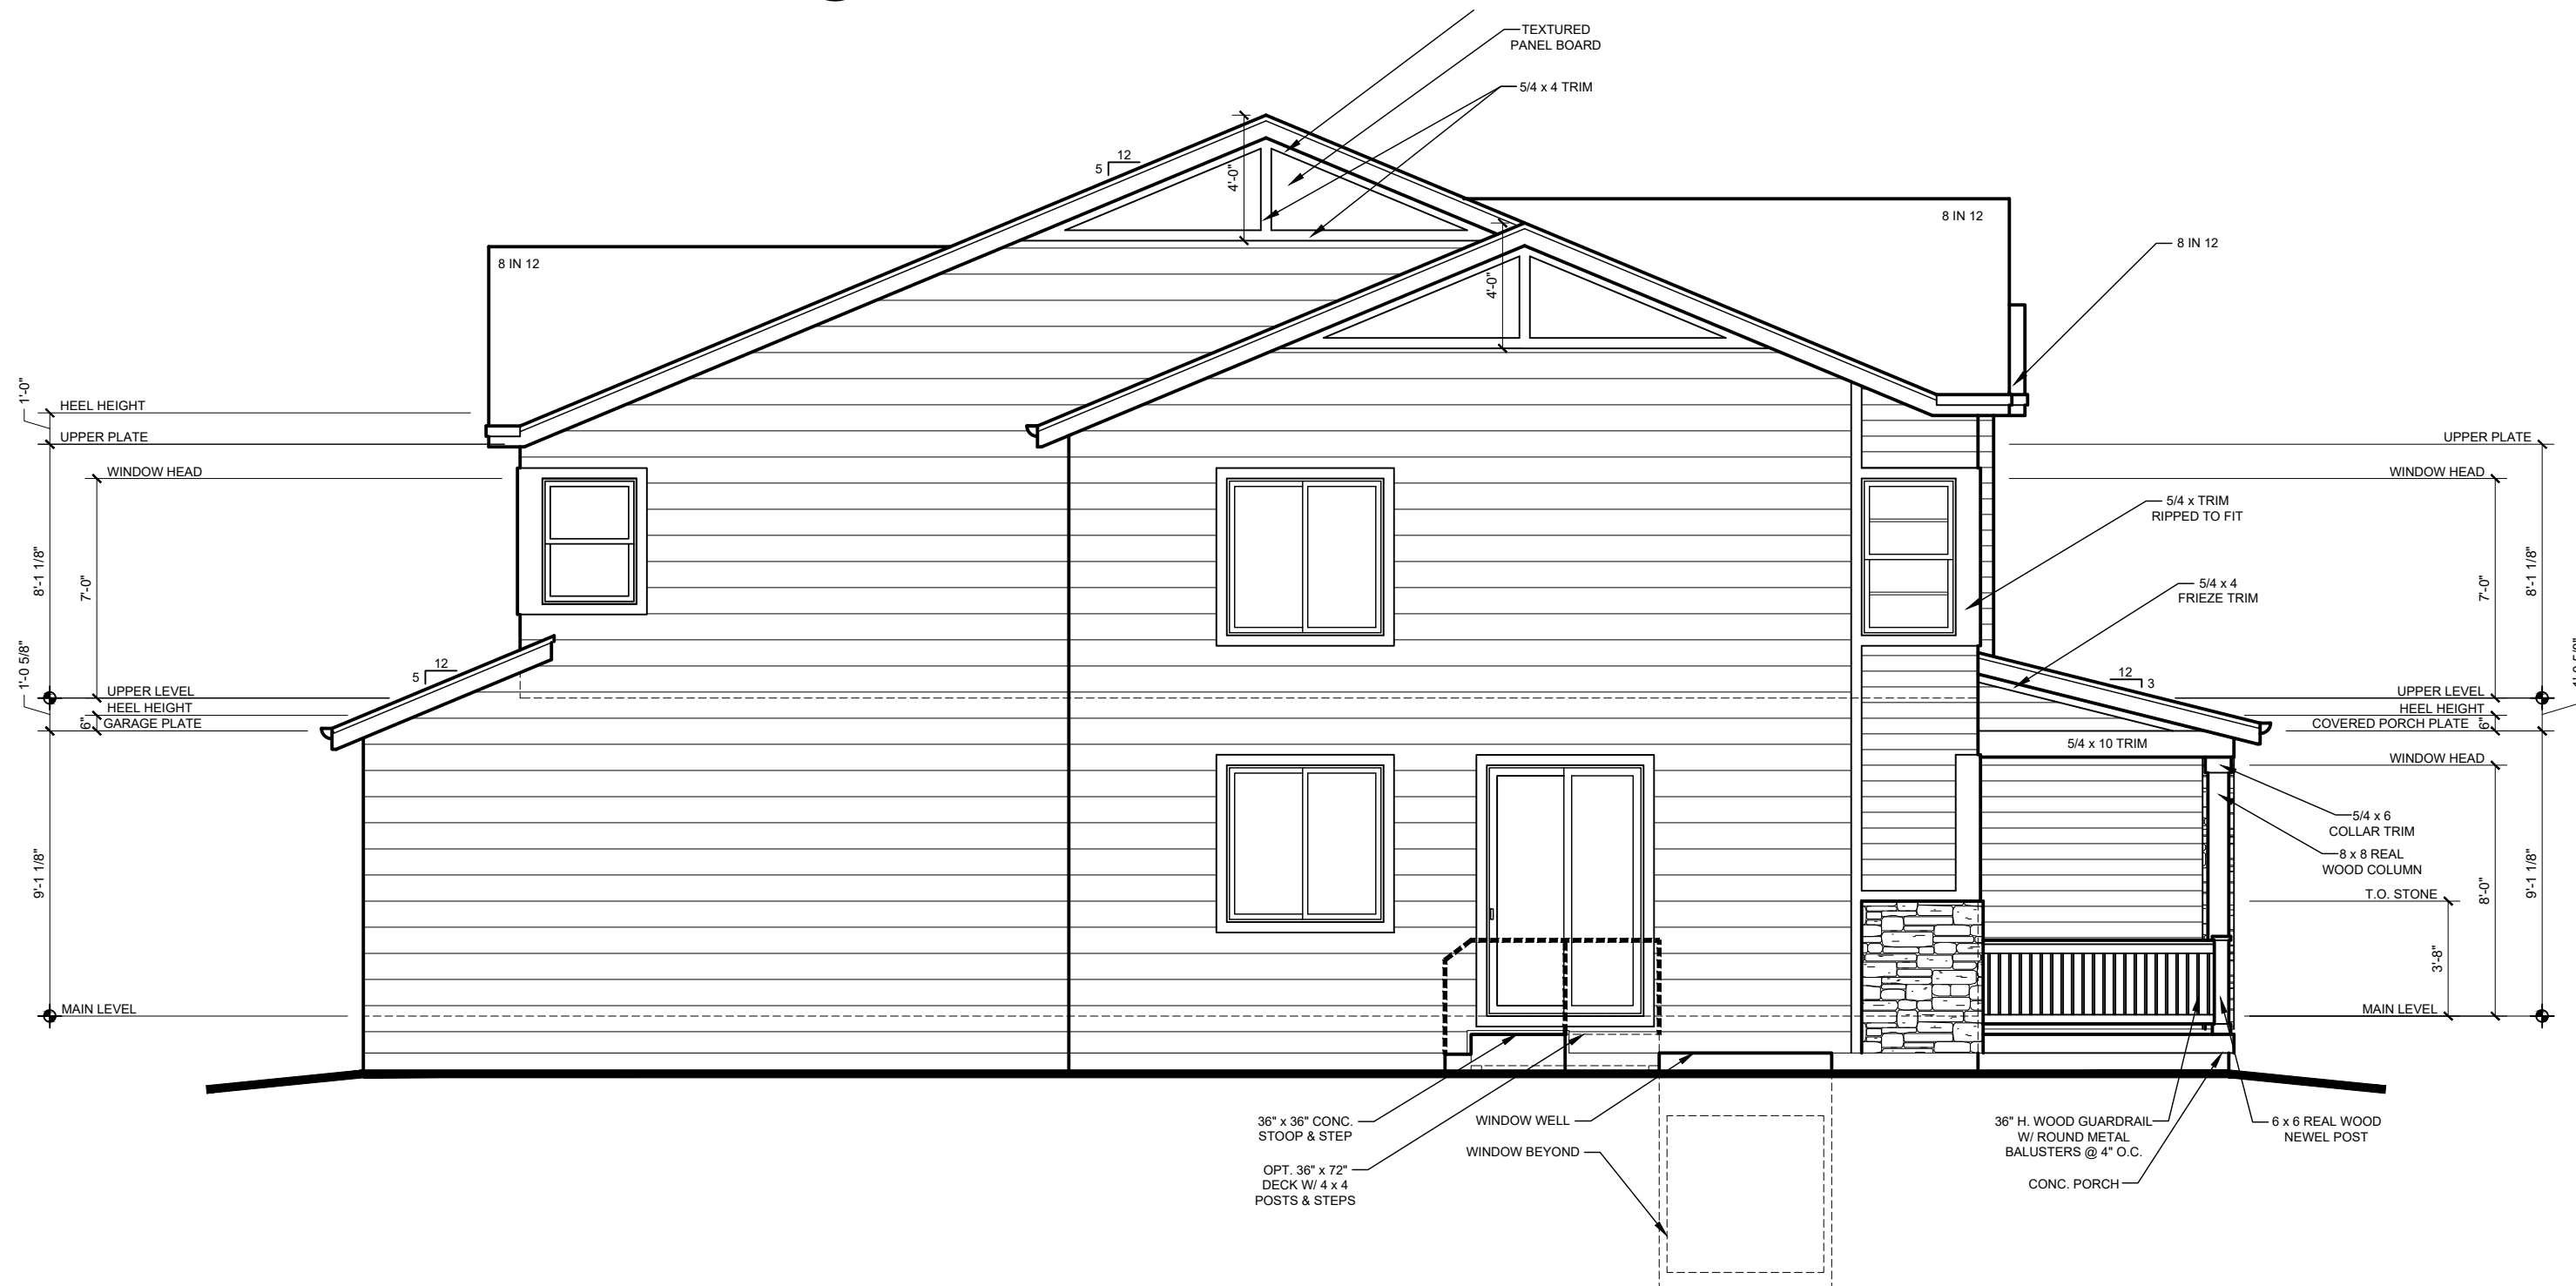 TEXTURED
PANEL BOARD
5/4 x 4 TRIM
12
5
4'-0"
8 IN 12
8 IN 12
8 IN 12
4'-0"
1'-0"
HEEL HEIGHT
UPPER PLATE
UPPER PLATE
WINDOW HEAD
WINDOW HEAD
5/4 x TRIM
RIPPED TO FIT
8'-1 1/8"
7'-0"
5/4 x 4
FRIEZE TRIM
7'-0"
8'-1 1/8"
1'-0 5/8"
12
5
12
3
UPPER LEVEL
HEEL HEIGHT
6"
GARAGE PLATE
UPPER LEVEL
HEEL HEIGHT
COVERED PORCH PLATE
6"
5/4 x 10 TRIM
WINDOW HEAD
5/4 x 6
COLLAR TRIM
8 x 8 REAL
WOOD COLUMN
9'-1 1/8"
8'-0"
9'-1 1/8"
T.O. STONE
3'-8"
MAIN LEVEL
MAIN LEVEL
36" x 36" CONC.
STOOP & STEP
WINDOW WELL
36" H. WOOD GUARDRAIL
W/ ROUND METAL
BALUSTERS @ 4" O.C.
6 x 6 REAL WOOD
NEWEL POST
WINDOW BEYOND
OPT. 36" x 72"
DECK W/ 4 x 4
POSTS & STEPS
CONC. PORCH